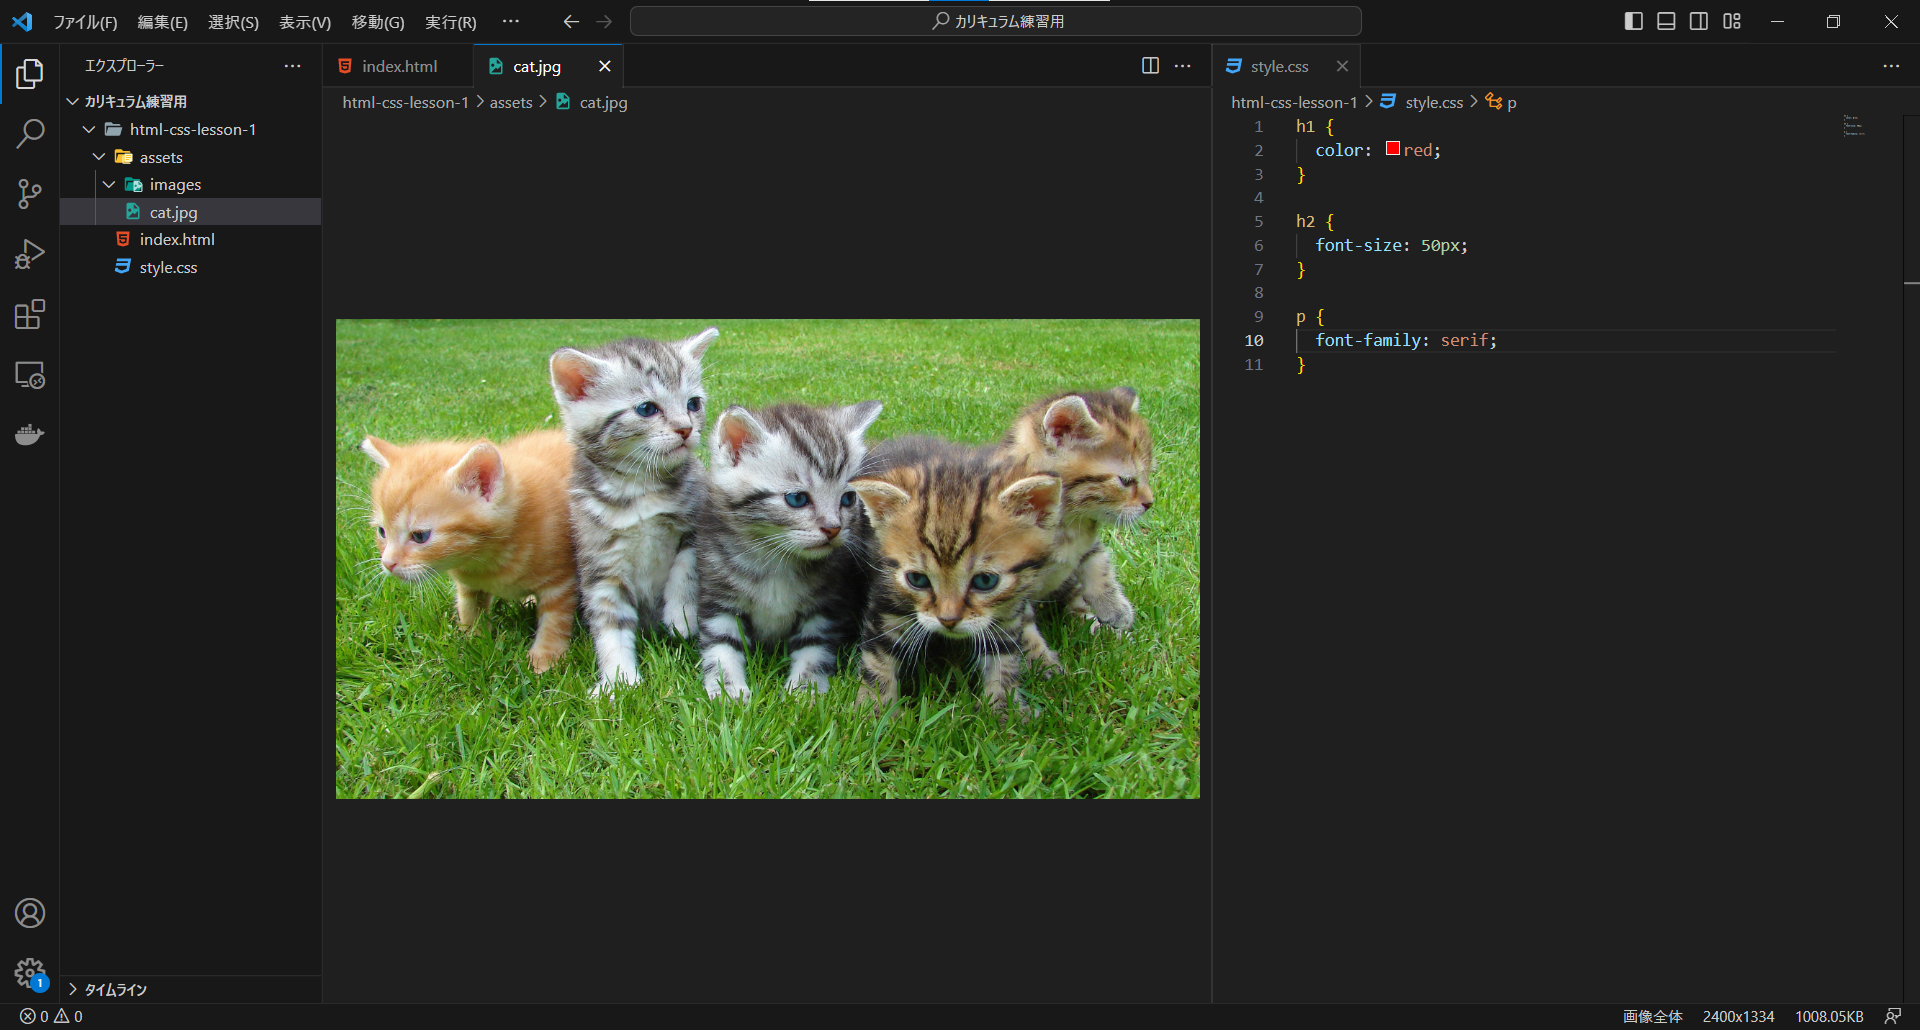 ファイル(F) 編集(E) 選択(S) 表示(V) 移動(G) 実行(R) ··· カリキュラム練習用
エクスプローラー ···
カリキュラム練習用
html-css-lesson-1
assets
images
cat.jpg
index.html
style.css
タイムライン
index.html cat.jpg ···
html-css-lesson-1 > assets > cat.jpg
style.css ···
html-css-lesson-1 > style.css > p
1 h1 {
2 color: red;
3 }
4
5 h2 {
6 font-size: 50px;
7 }
8
9 p {
10 font-family: serif;
11 }
1
0 0 画像全体 2400x1334 1008.05KB